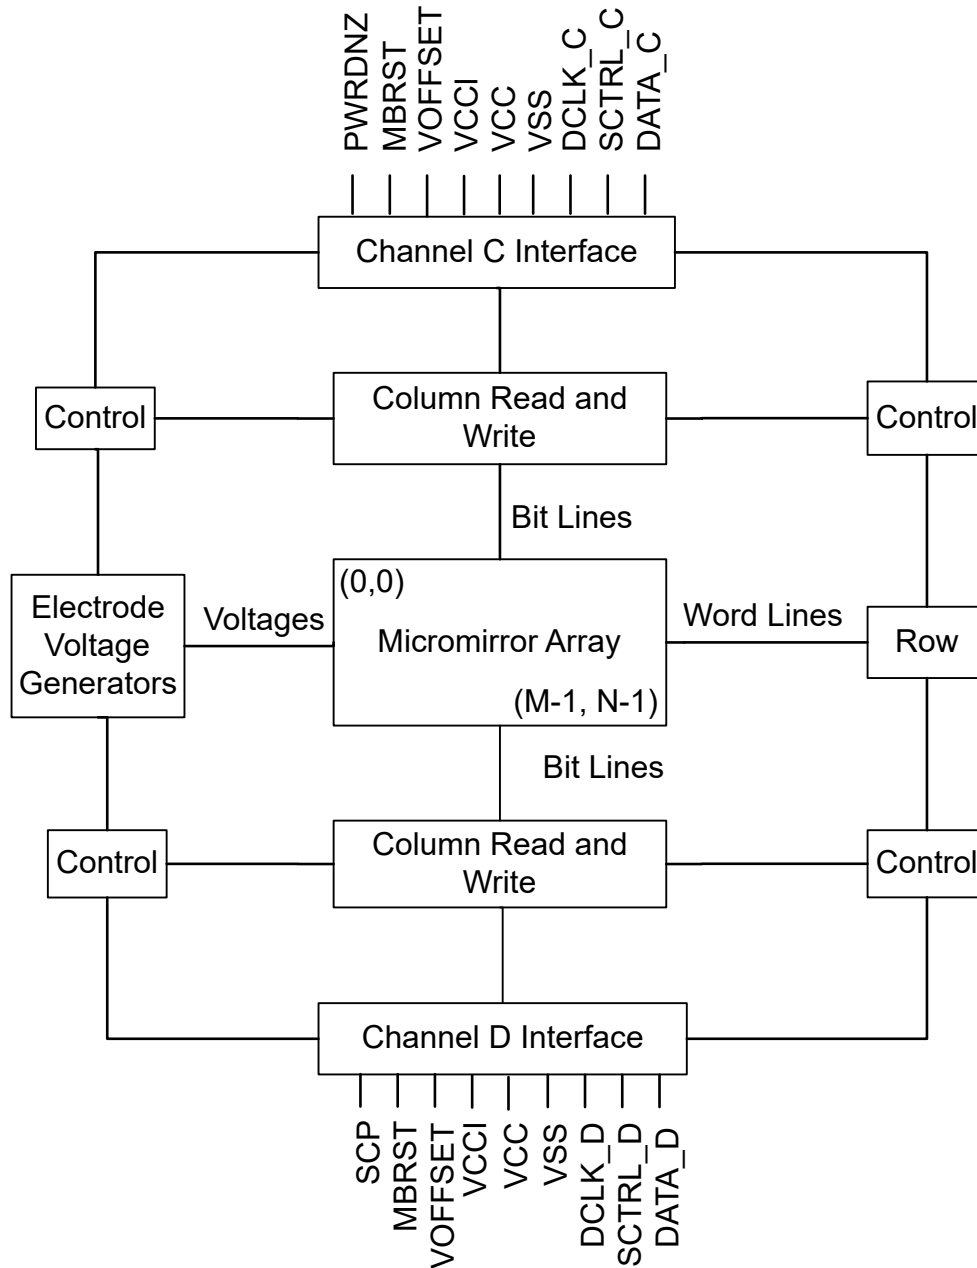 PWRDNZ
MBRST
VOFFSET
VCCI
VCC
VSS
DCLK_C
SCTRL_C
DATA_C
Channel C Interface
Control
Column Read and
Write
Control
Bit Lines
Electrode
Voltage
Generators
Voltages
(0,0)
Micromirror Array
(M-1, N-1)
Word Lines
Row
Bit Lines
Control
Column Read and
Write
Control
Channel D Interface
SCP
MBRST
VOFFSET
VCCI
VCC
VSS
DCLK_D
SCTRL_D
DATA_D